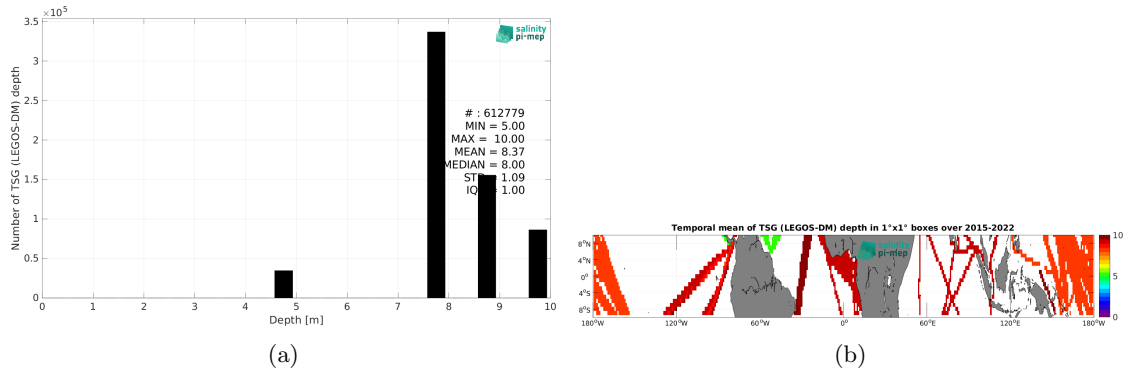 ×10⁵
salinity
pi-mep
3.5
3
2.5
2
1.5
1
0.5
0
Number of TSG (LEGOS-DM) depth
# : 612779
MIN = 5.00
MAX = 10.00
MEAN = 8.37
MEDIAN = 8.00
= 1.09
= 1.00
0 1 2 3 4 5 6 7 8 9 10
Depth [m]
(a)
Temporal mean of TSG (LEGOS-DM) depth in 1°x1° boxes over 2015-2022
salinity
pi-mep
8°N
4°N
0°
4°S
8°S
180°W 120°W 60°W 0° 60°E 120°E 180°W
10
5
0
(b)